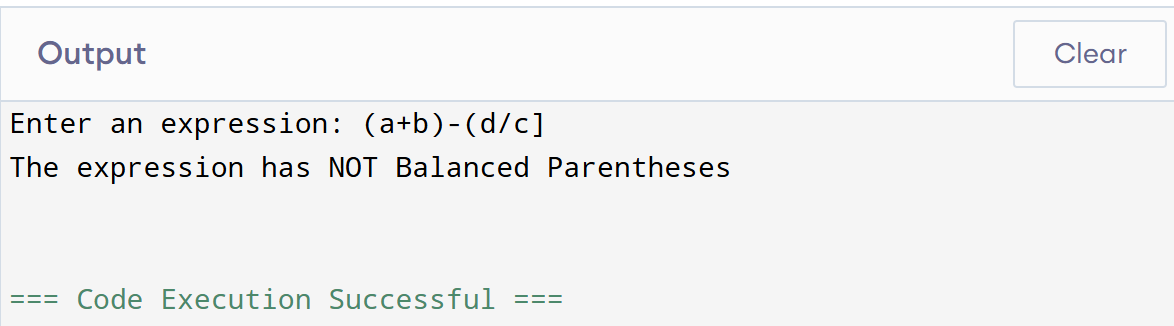 Output
Clear
Enter an expression: (a+b)-(d/c]
The expression has NOT Balanced Parentheses
=== Code Execution Successful ===